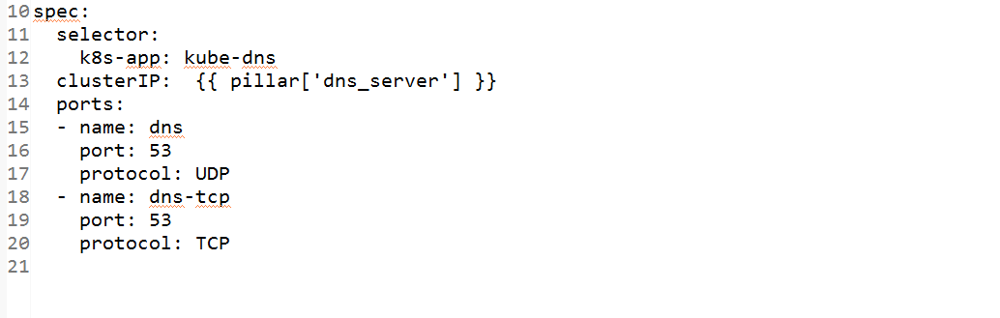 10 spec:
11   selector:
12     k8s-app: kube-dns
13   clusterIP:  {{ pillar['dns_server'] }}
14   ports:
15   - name: dns
16     port: 53
17     protocol: UDP
18   - name: dns-tcp
19     port: 53
20     protocol: TCP
21